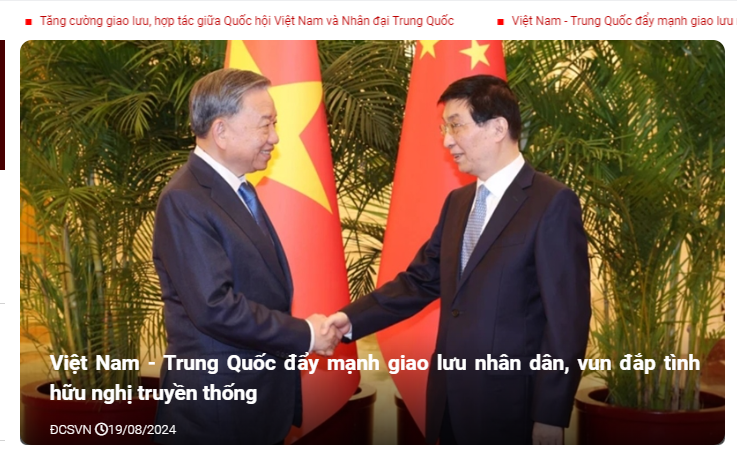 Tăng cường giao lưu, hợp tác giữa Quốc hội Việt Nam và Nhân đại Trung Quốc
Việt Nam - Trung Quốc đẩy mạnh giao lưu
Việt Nam - Trung Quốc đẩy mạnh giao lưu nhân dân, vun đắp tình
hữu nghị truyền thống
ĐCSVN 19/08/2024